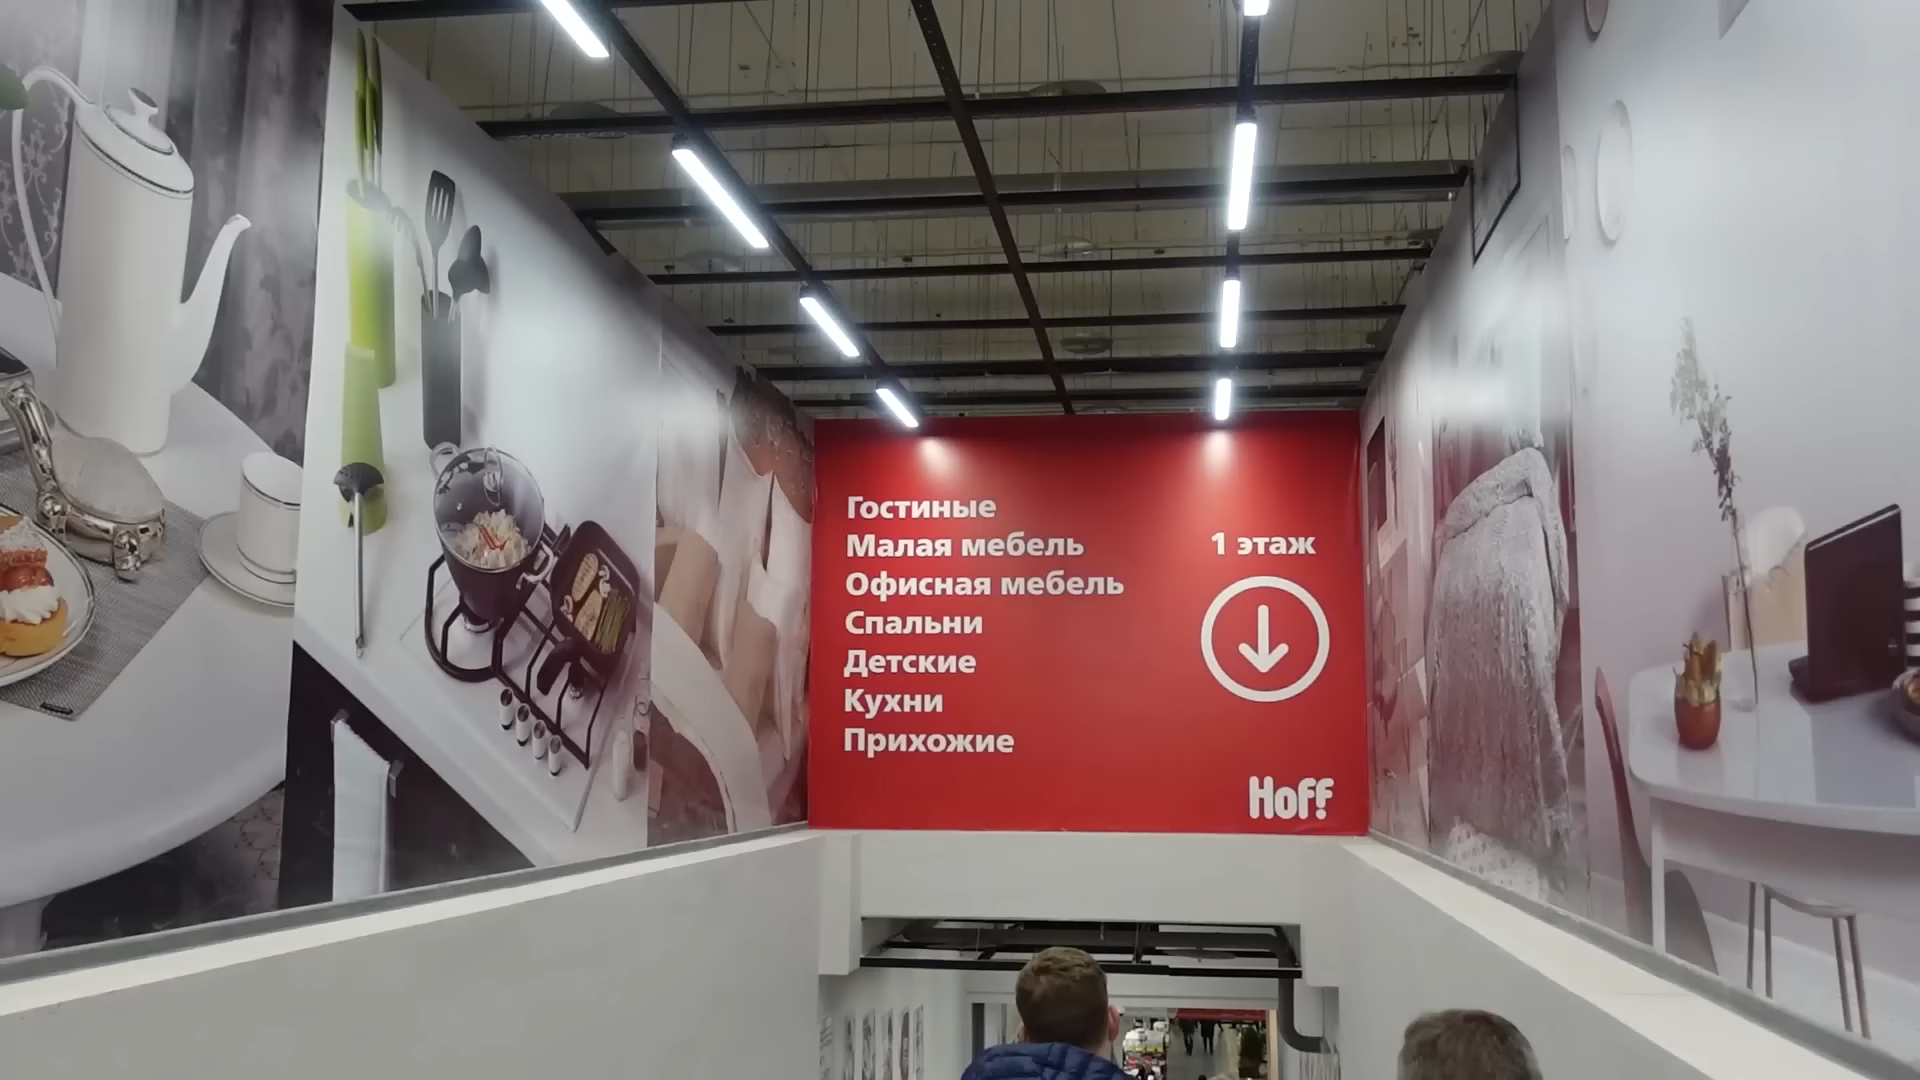 Гостиные
Малая мебель
Офисная мебель
Спальни
Детские
Кухни
Прихожие
1 этаж
Hoff